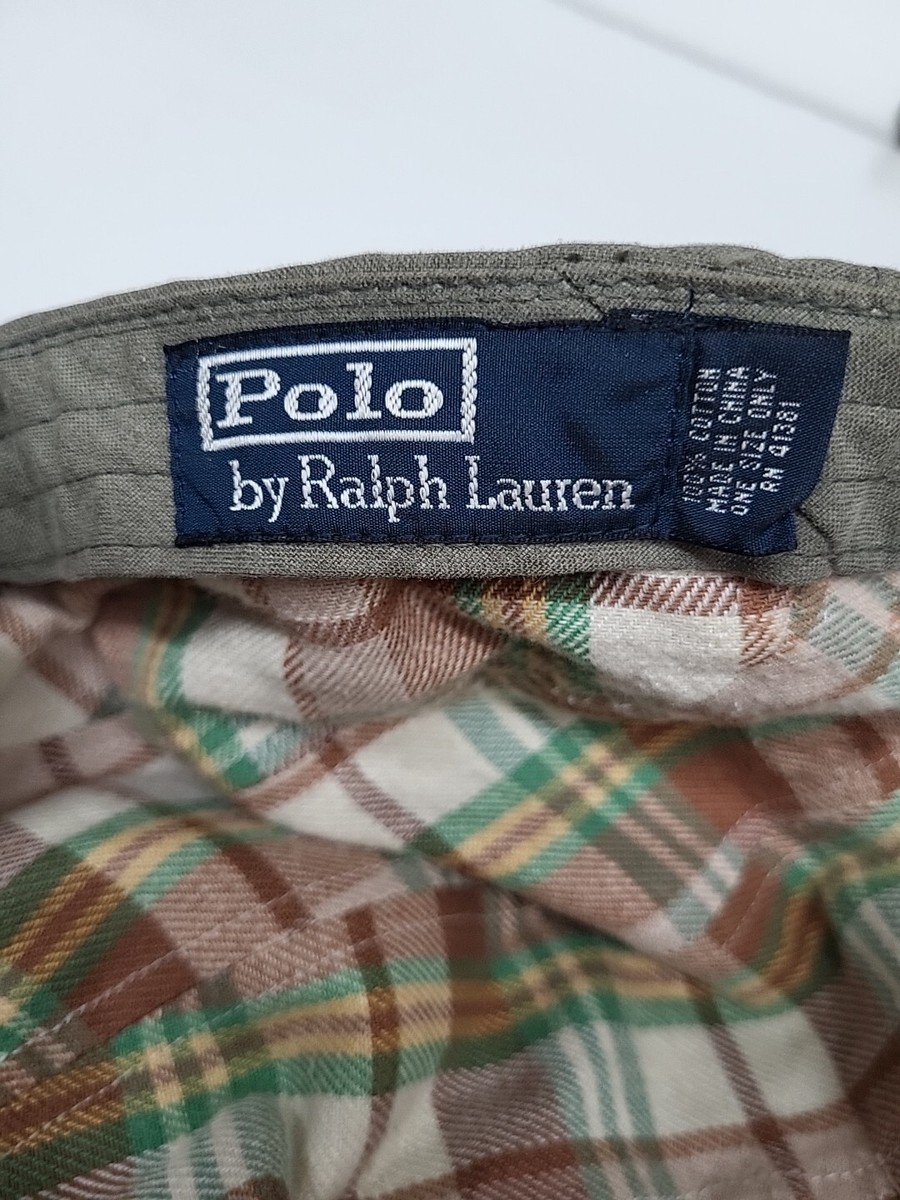 Polo
by Ralph Lauren
100% COTTON
MADE IN CHINA
ONE SIZE ONLY
RN 41381